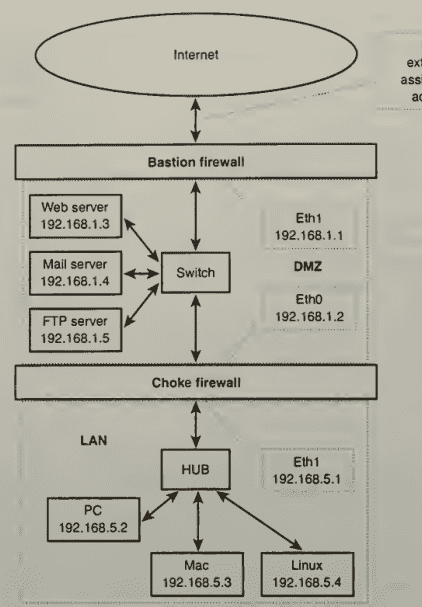 Internet
ext
assi
Bastion firewall
Web server
192.168.1.3
Eth1
192.168.1.1
Mail server
192.168.1.4
Switch
DMZ
FTP server
192.168.1.5
Eth0
192.168.1.2
Choke firewall
LAN
HUB
Eth1
192.168.5.1
PC
192.168.5.2
Mac
192.168.5.3
Linux
192.168.5.4